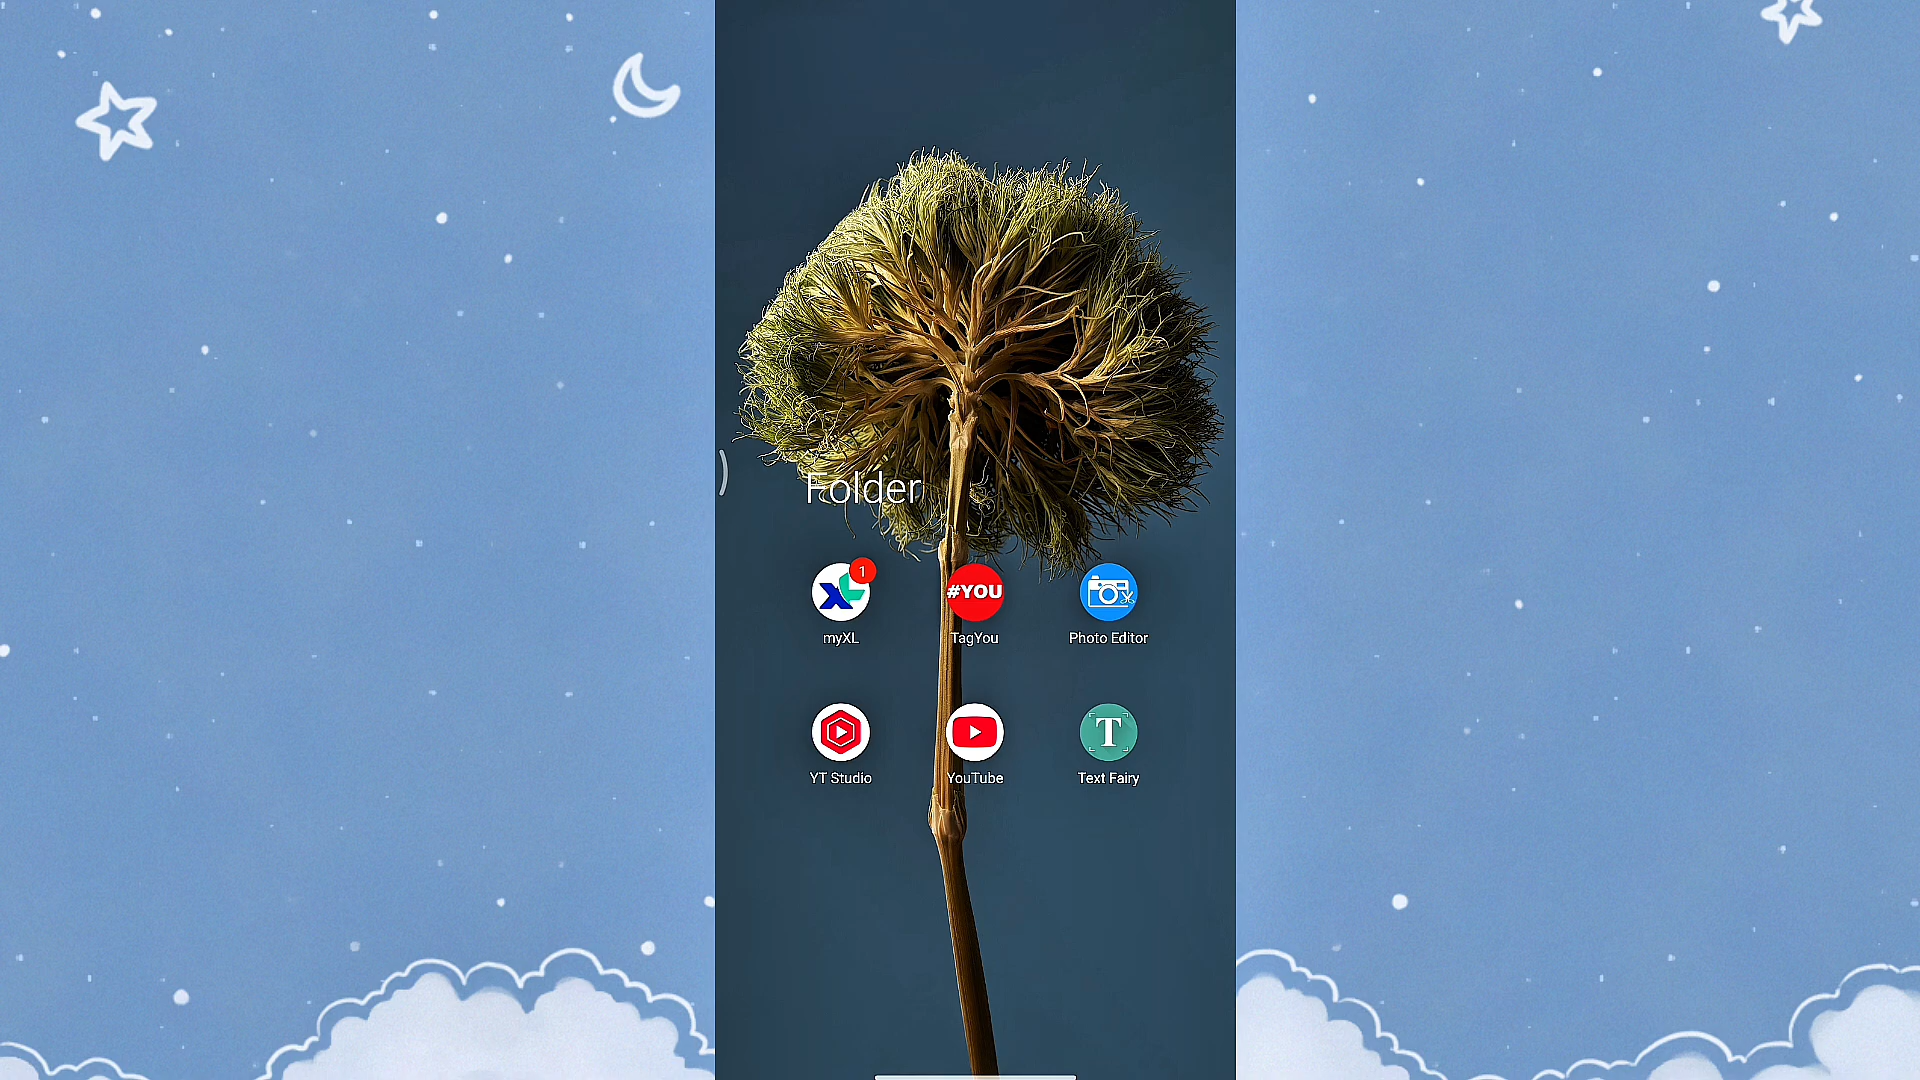 Folder
1
#YOU
myXL
TagYou
Photo Editor
T
YT Studio
YouTube
Text Fairy